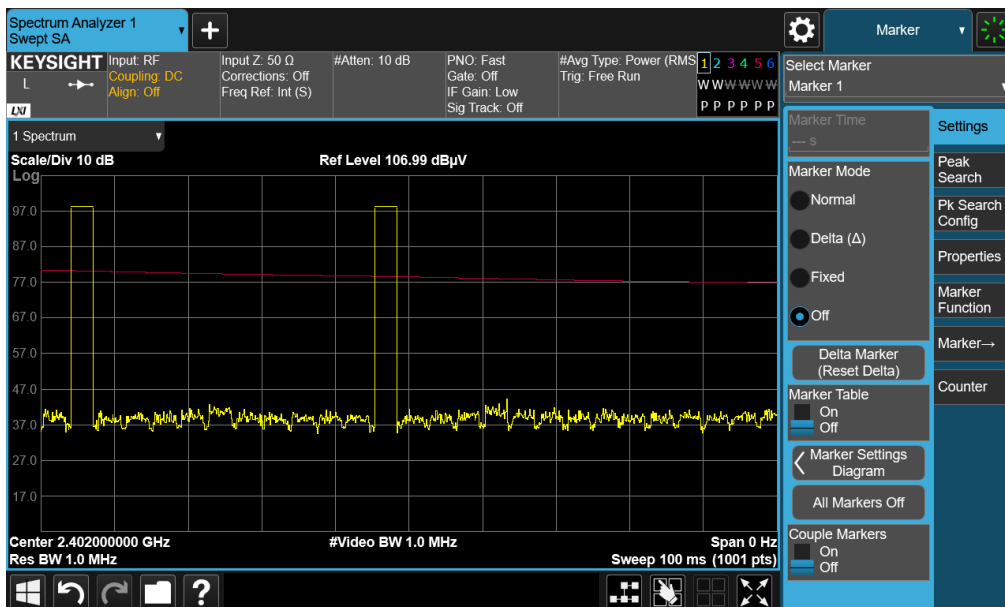 Spectrum Analyzer 1
Swept SA
Marker
KEYSIGHT
L
LXI
Input: RF
Coupling: DC
Align: Off
Input Z: 50 Ω
Corrections: Off
Freq Ref: Int (S)
#Atten: 10 dB
PNO: Fast
Gate: Off
IF Gain: Low
Sig Track: Off
#Avg Type: Power (RMS
Trig: Free Run
1 2 3 4 5 6
W W W W W W
P P P P P P
Select Marker
Marker 1
1 Spectrum
Scale/Div 10 dB
Ref Level 106.99 dBµV
Log
97.0
87.0
77.0
67.0
57.0
47.0
37.0
27.0
17.0
Center 2.402000000 GHz
#Video BW 1.0 MHz
Span 0 Hz
Res BW 1.0 MHz
Sweep 100 ms (1001 pts)
Marker Time
--- s
Marker Mode
Normal
Delta (Δ)
Fixed
Off
Delta Marker
(Reset Delta)
Marker Table
On
Off
Marker Settings
Diagram
All Markers Off
Couple Markers
On
Off
Settings
Peak
Search
Pk Search
Config
Properties
Marker
Function
Marker→
Counter
?